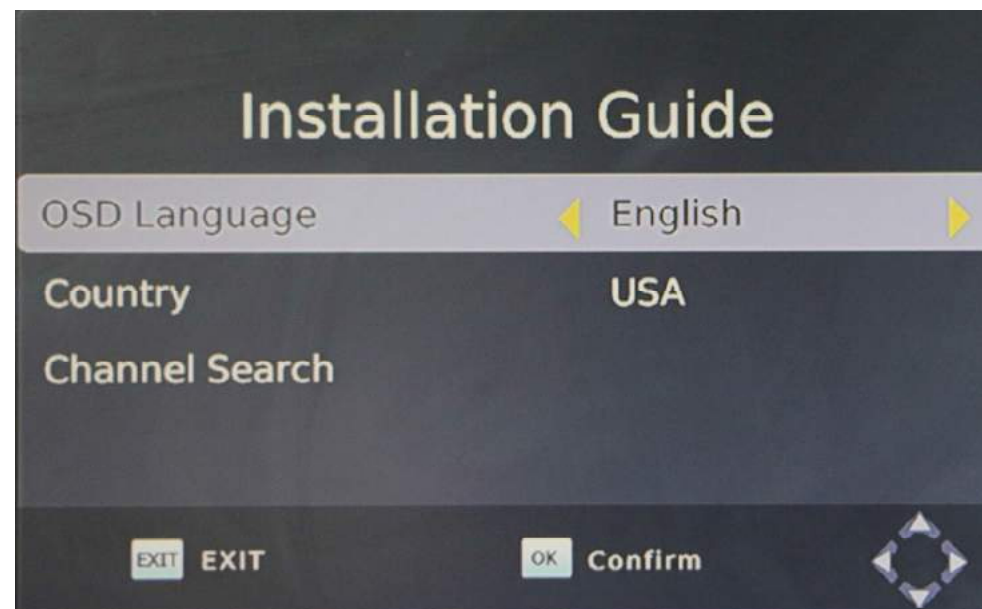 Installation Guide
OSD Language English
Country USA
Channel Search
EXIT EXIT OK Confirm